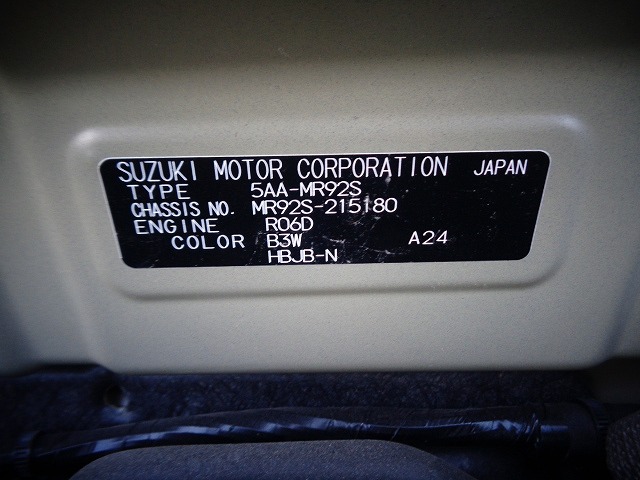 SUZUKI MOTOR CORPORATION JAPAN
TYPE 5AA-MR92S
CHASSIS NO. MR92S-215180
ENGINE R06D
COLOR B3W A24
HBJB-N